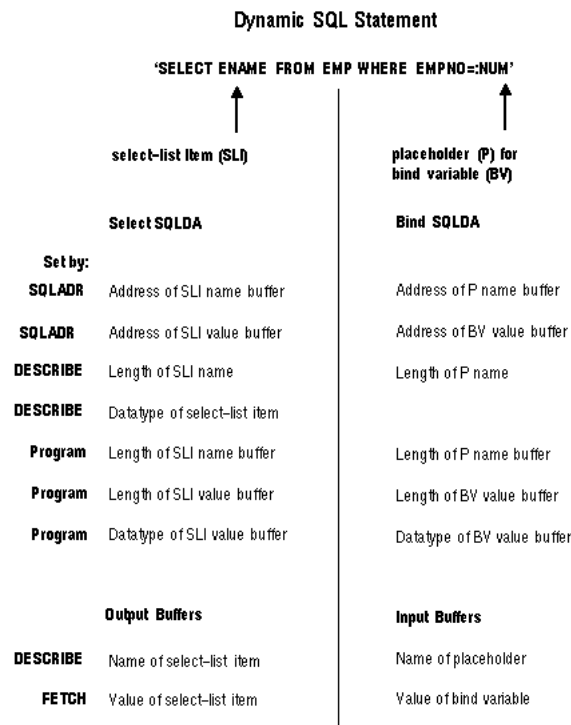 Dynamic SQL Statement
'SELECT ENAME FROM EMP WHERE EMPNO=:NUM'
select-list Item (SLI)
placeholder (P) for
bind variable (BV)
Select SQLDA Bind SQLDA
Set by:
SQLADR Address of SLI name buffer Address of P name buffer
SQLADR Address of SLI value buffer Address of BV value buffer
DESCRIBE Length of SLI name Length of P name
DESCRIBE Datatype of select-list item
Program Length of SLI name buffer Length of P name buffer
Program Length of SLI value buffer Length of BV value buffer
Program Datatype of SLI value buffer Datatype of BV value buffer
Output Buffers Input Buffers
DESCRIBE Name of select-list item Name of placeholder
FETCH Value of select-list item Value of bind variable